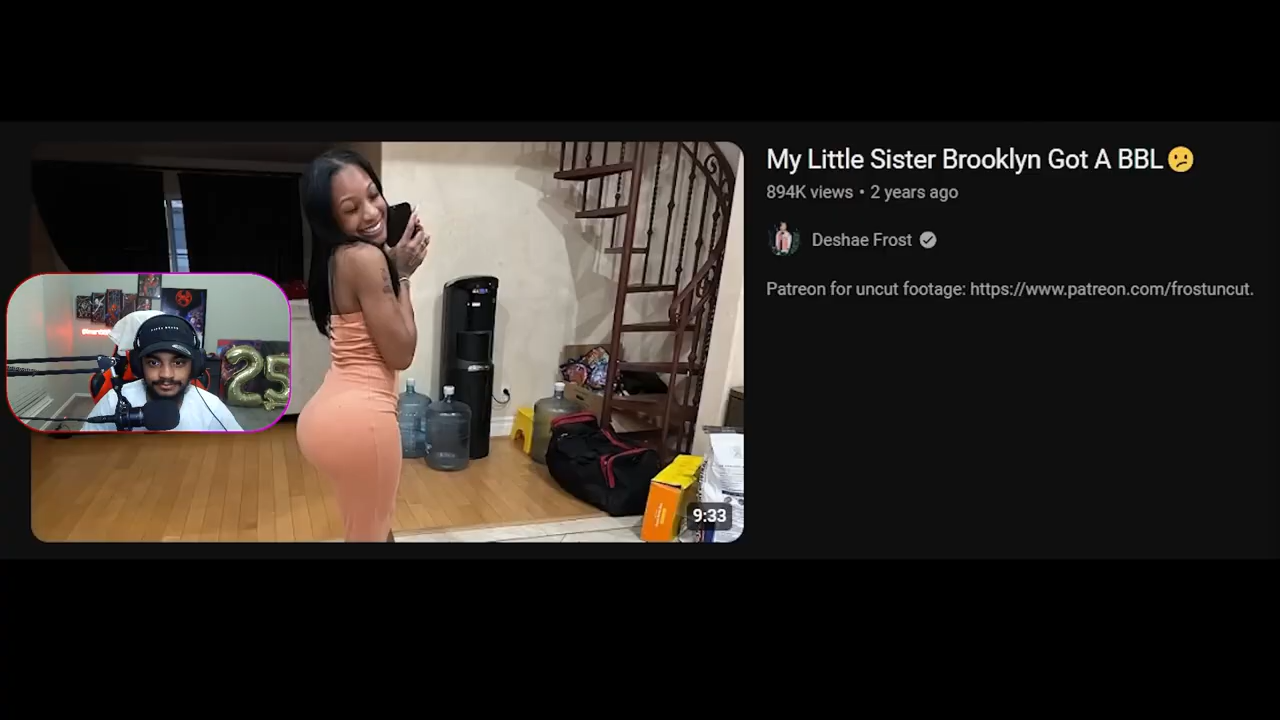 My Little Sister Brooklyn Got A BBL🫤
894K views • 2 years ago
Deshae Frost
Patreon for uncut footage: https://www.patreon.com/frostuncut.
25
9:33